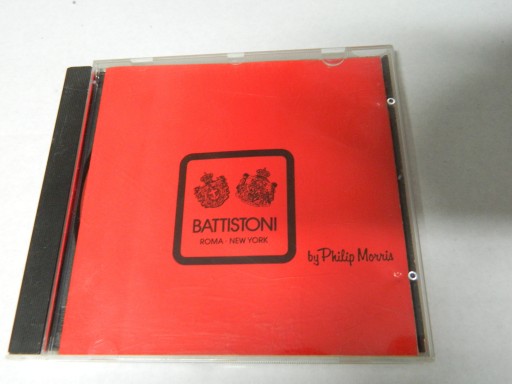 BATTISTONI
ROMA · NEW YORK
by Philip Morris